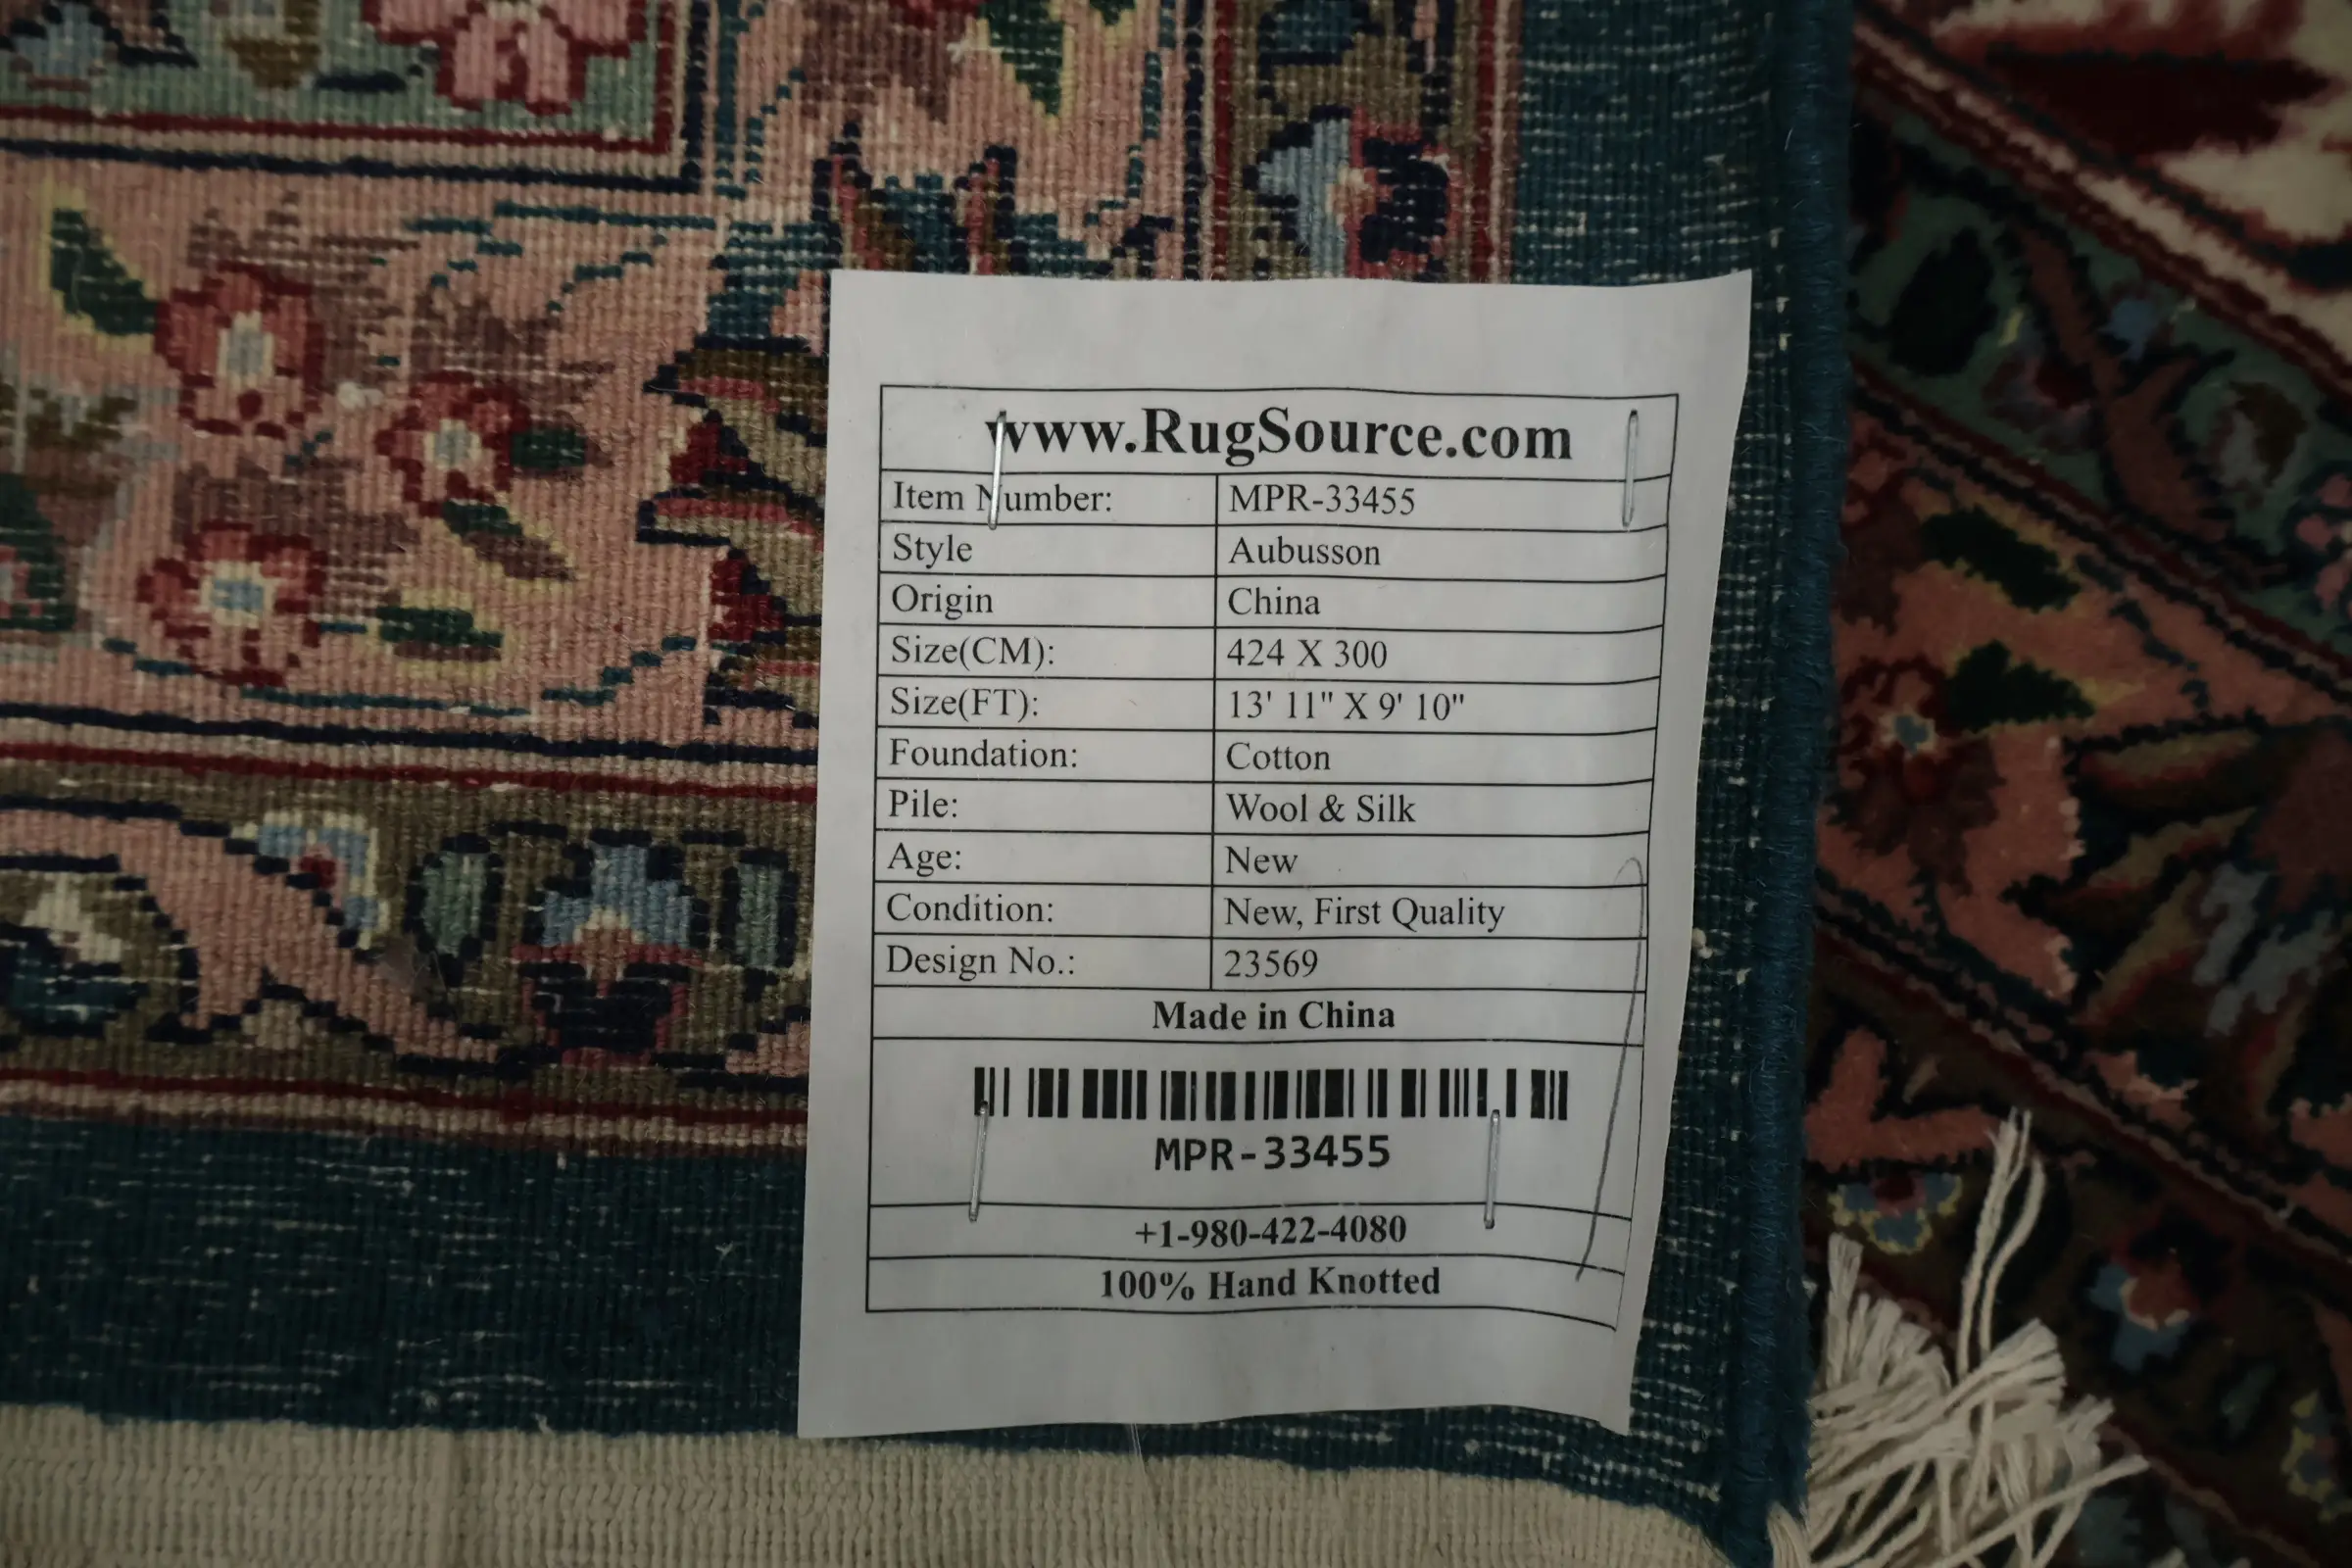 www.RugSource.com
Item Number: MPR-33455
Style Aubusson
Origin China
Size(CM): 424 X 300
Size(FT): 13' 11" X 9' 10"
Foundation: Cotton
Pile: Wool & Silk
Age: New
Condition: New, First Quality
Design No.: 23569
Made in China
MPR-33455
+1-980-422-4080
100% Hand Knotted